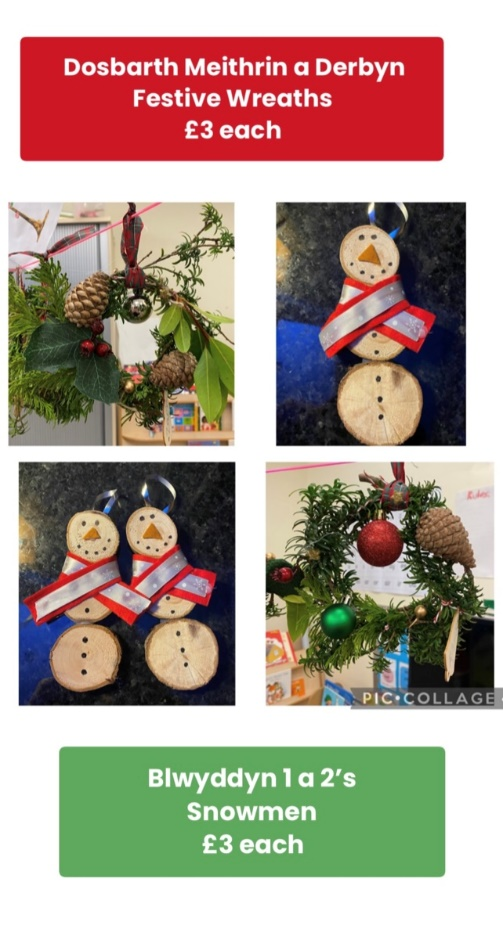 Dosbarth Meithrin a Derbyn
Festive Wreaths
£3 each
PIC•COLLAGE
Blwyddyn 1 a 2's
Snowmen
£3 each